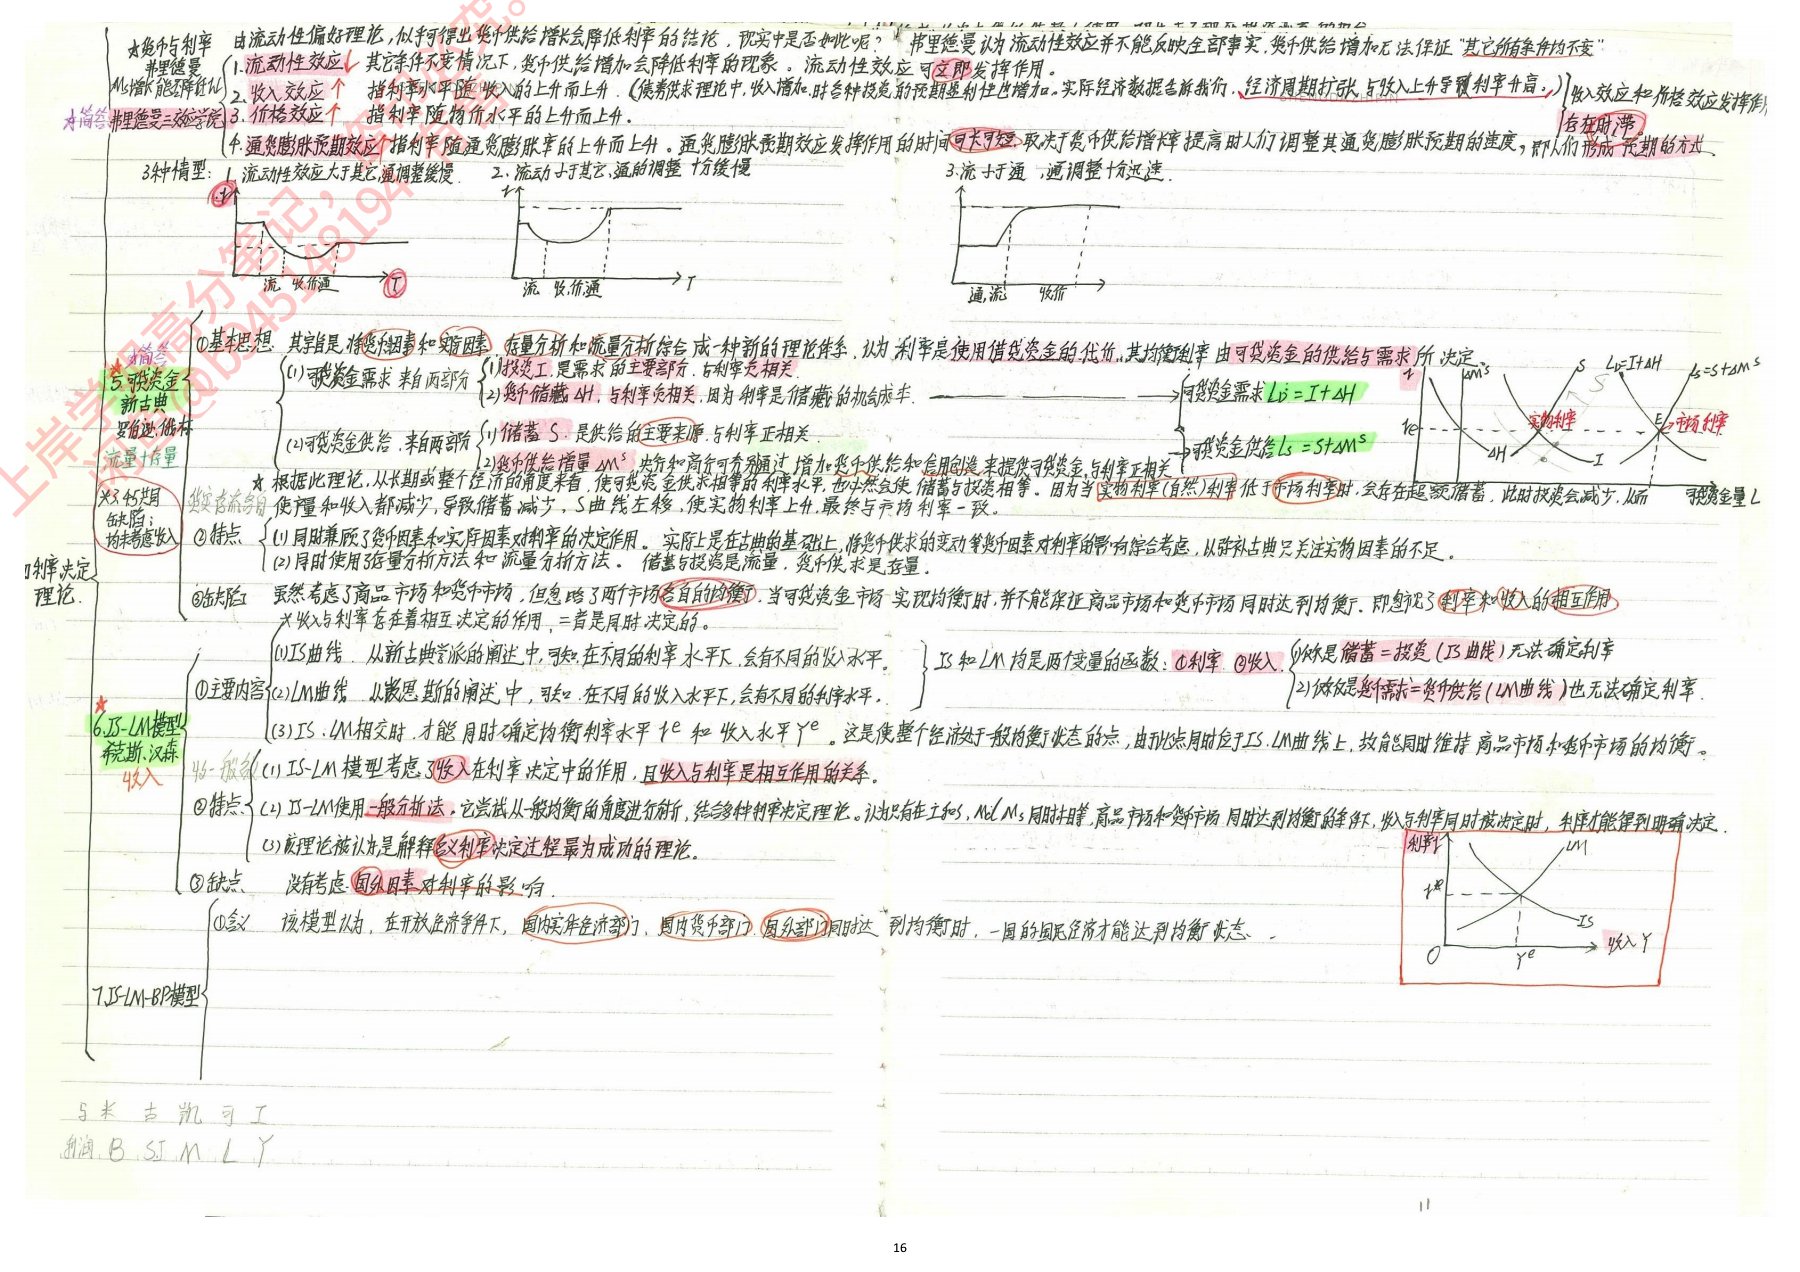 ☆货币与利率
弗里德曼
Ms增长能否降低i
☆简答 弗里德曼三效应学说
由流动性偏好理论,似乎可得出货币供给增长会降低利率的结论,现实中是否如此呢? 弗里德曼认为流动性效应并不能反映全部事实,货币供给增加无法保证"其它所有条件均不变"
1.流动性效应↓ 其它条件不变情况下,货币供给增加会降低利率的现象。流动性效应可立即发挥作用。
2.收入效应↑ 指利率水平随收入的上升而上升.(债券供求理论中,收入增加时各种投资的预期盈利性也增加。实际经济数据告诉我们,经济周期扩张与收入上升导致利率升高。)
3.价格效应↑ 指利率随物价水平的上升而上升.
收入效应和价格效应发挥作用
存在时滞。
4.通货膨胀预期效应↑指利率随通货膨胀率的上升而上升。通货膨胀预期效应发挥作用的时间可长可短,取决于货币供给增长率提高时人们调整其通货膨胀预期的速度,即人们形成预期的方式
3种情型: 1.流动性效应大于其它,通调整缓慢. 2.流动小于其它,通的调整十分缓慢 3.流小于通,通调整十分迅速.
i
T
流 收.价.通
i
T
流 收.价.通
i
通,流 收价
利率决定
理论.
☆简答
5.可贷资金
新古典
罗伯逊.俄林
流量+存量
※3.4.5共同
缺陷:
均未考虑收入
①基本思想 其宗旨是将货币因素和实际因素 存量分析和流量分析综合成一种新的理论体系,认为利率是使用借贷资金的代价,其均衡利率由可贷资金的供给与需求所决定
(1)可贷资金需求来自两部分
1)投资I,是需求的主要部分,与利率负相关
2)货币储藏ΔH,与利率负相关,因为利率是储藏的机会成本.
可贷资金需求 LD=I+ΔH
(2)可贷资金供给,来自两部分
1)储蓄S.是供给的主要来源.与利率正相关.
2)货币供给增量ΔMˢ 央行和商行可分别通过增加货币供给和信用创造来提供可贷资金,与利率正相关
可贷资金供给 Ls=S+ΔMˢ
i ΔMˢ S LD=I+ΔH Ls=S+ΔMˢ
实物利率 E 市场利率
ie
ΔH I
可贷资金量 L
☆根据此理论,从长期或整个经济的角度来看,使可贷资金供求相等的利率水平,也必然会使储蓄与投资相等。因为当实物利率(自然)利率低于市场利率时,会存在超额储蓄,此时投资会减少,从而
使产量和收入都减少,导致储蓄减少,S曲线左移,使实物利率上升,最终与市场利率一致。
②特点
(1)同时兼顾了货币因素和实际因素对利率的决定作用。实际上是在古典的基础上,将货币供求的变动等货币因素对利率的影响综合考虑,以弥补古典只关注实物因素的不足。
(2)同时使用了存量分析方法和流量分析方法。储蓄与投资是流量,货币供求是存量.
③缺陷 虽然考虑了商品市场和货币市场,但忽略了两个市场各自的均衡,当可贷资金市场实现均衡时,并不能保证商品市场和货币市场同时达到均衡.即忽视了利率和收入的相互作用
※收入与利率存在着相互决定的作用,二者是同时决定的。
6.IS-LM模型
希克斯、汉森
收入
①主要内容
(1)IS曲线.从新古典学派的阐述中,可知.在不同的利率水平下,会有不同的收入水平。
(2)LM曲线 从凯恩斯的阐述中,可知.在不同的收入水平下,会有不同的利率水平.
IS和LM均是两个变量的函数: ①利率 ②收入
1)仅是储蓄=投资(IS曲线)无法确定利率
2)仅仅是货币需求=货币供给(LM曲线)也无法确定利率.
(3)IS、LM相交时,才能同时确定均衡利率水平iᵉ和收入水平Yᵉ。这是使整个经济处于一般均衡状态的点,由于此点同时位于IS.LM曲线上,故能同时维持商品市场和货币市场的均衡。
②特点
(1)IS-LM模型考虑了收入在利率决定中的作用,且收入与利率是相互作用的关系。
(2)IS-LM使用一般分析法。它尝试从一般均衡的角度进行分析,结合多种利率决定理论。认为只有在I和S,Md Ms同时相等,商品市场和货币市场同时达到均衡的条件下,收入与利率同时被决定时,利率才能得到明确决定.
(3)该理论被认为是解释名义利率决定过程最为成功的理论。
③缺点 没有考虑国外因素对利率的影响.
利率i
LM
iᵉ
IS
O Yᵉ 收入Y
7.IS-LM-BP模型
①含义 该模型认为,在开放经济条件下,国内实体经济部门、国内货币部门、国外部门同时达到均衡时,一国的国民经济才能达到均衡状态.
马 古 凯 可 I
利润 B SI M L Y
11
16